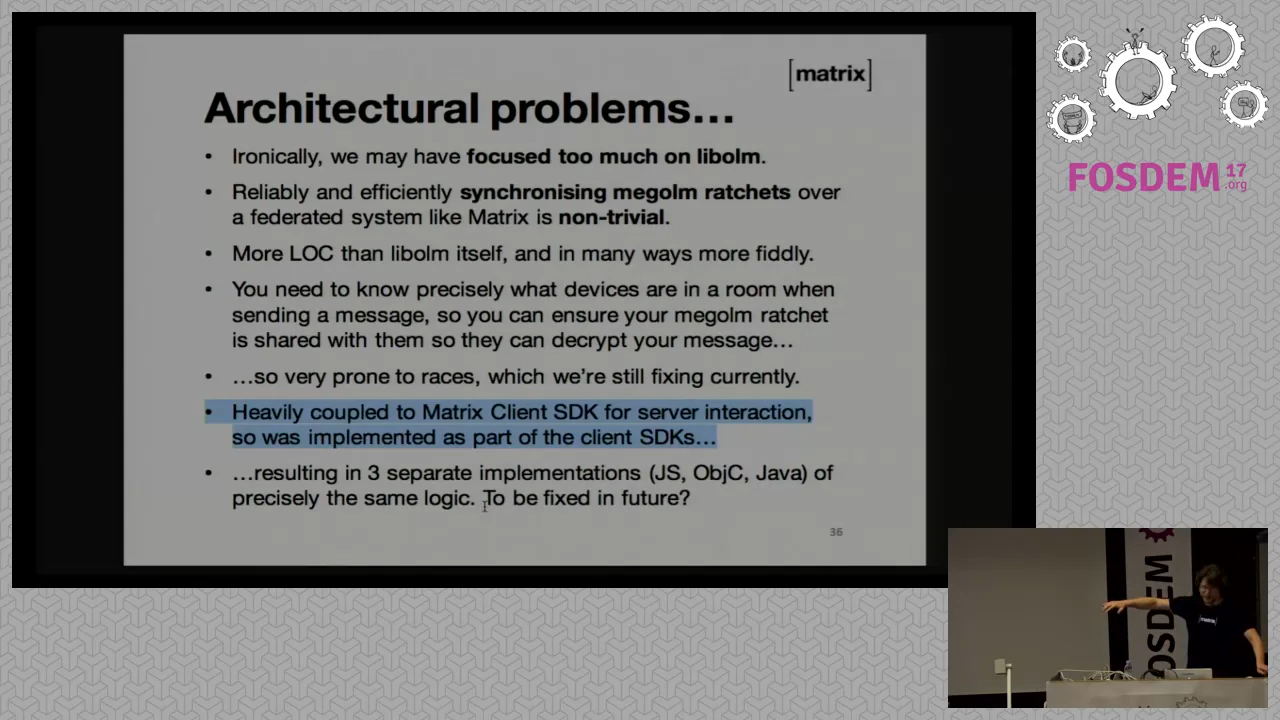 [matrix]
Architectural problems...
• Ironically, we may have focused too much on libolm.
• Reliably and efficiently synchronising megolm ratchets over
a federated system like Matrix is non-trivial.
• More LOC than libolm itself, and in many ways more fiddly.
• You need to know precisely what devices are in a room when
sending a message, so you can ensure your megolm ratchet
is shared with them so they can decrypt your message…
• …so very prone to races, which we’re still fixing currently.
• Heavily coupled to Matrix Client SDK for server interaction,
so was implemented as part of the client SDKs…
• …resulting in 3 separate implementations (JS, ObjC, Java) of
precisely the same logic. To be fixed in future?
36
FOSDEM 17
.org
OSDEM
[matrix]